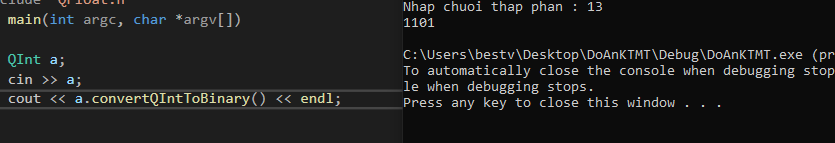 clude "QFloat.h"
main(int argc, char *argv[])
QInt a;
cin >> a;
cout << a.convertQIntToBinary() << endl;
Nhap chuoi thap phan : 13
1101
C:\Users\bestv\Desktop\DoAnKTMT\Debug\DoAnKTMT.exe (pr
To automatically close the console when debugging stop
le when debugging stops.
Press any key to close this window . . .